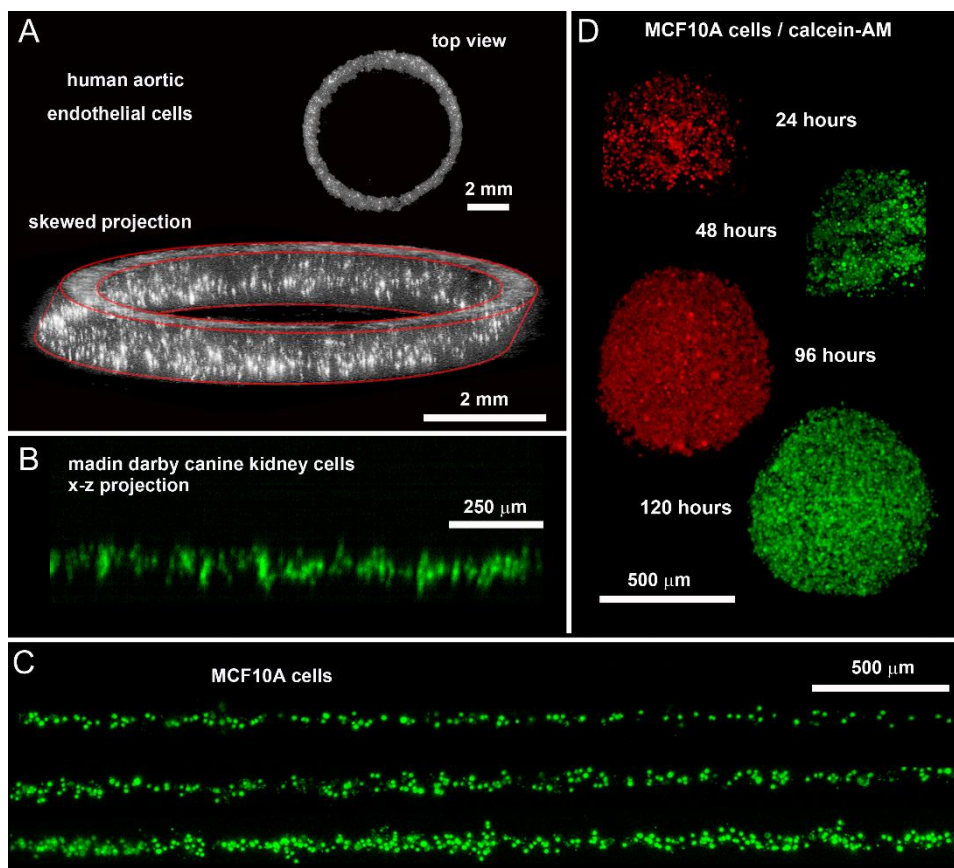 A
top view
human aortic
endothelial cells
2 mm
skewed projection
2 mm
B
madin darby canine kidney cells
x-z projection
250 μm
C
MCF10A cells
500 μm
D
MCF10A cells / calcein-AM
24 hours
48 hours
96 hours
120 hours
500 μm